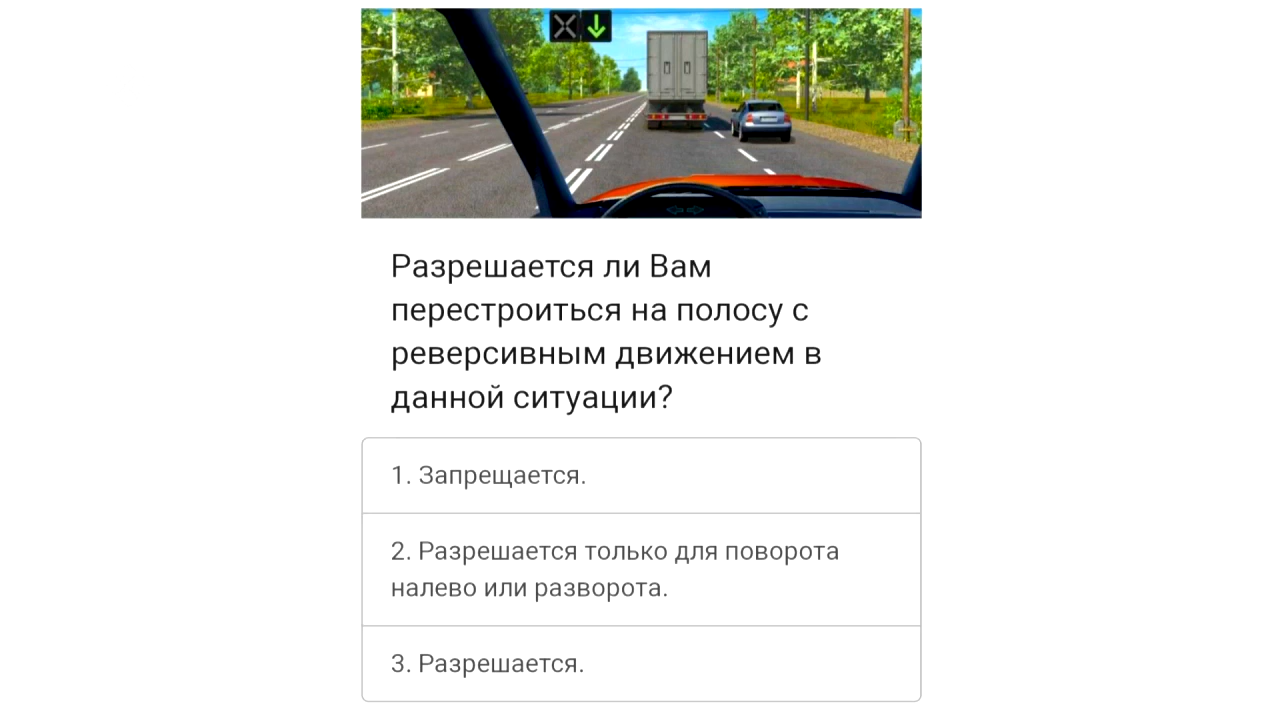 Разрешается ли Вам
перестроиться на полосу с
реверсивным движением в
данной ситуации?
1. Запрещается.
2. Разрешается только для поворота
налево или разворота.
3. Разрешается.